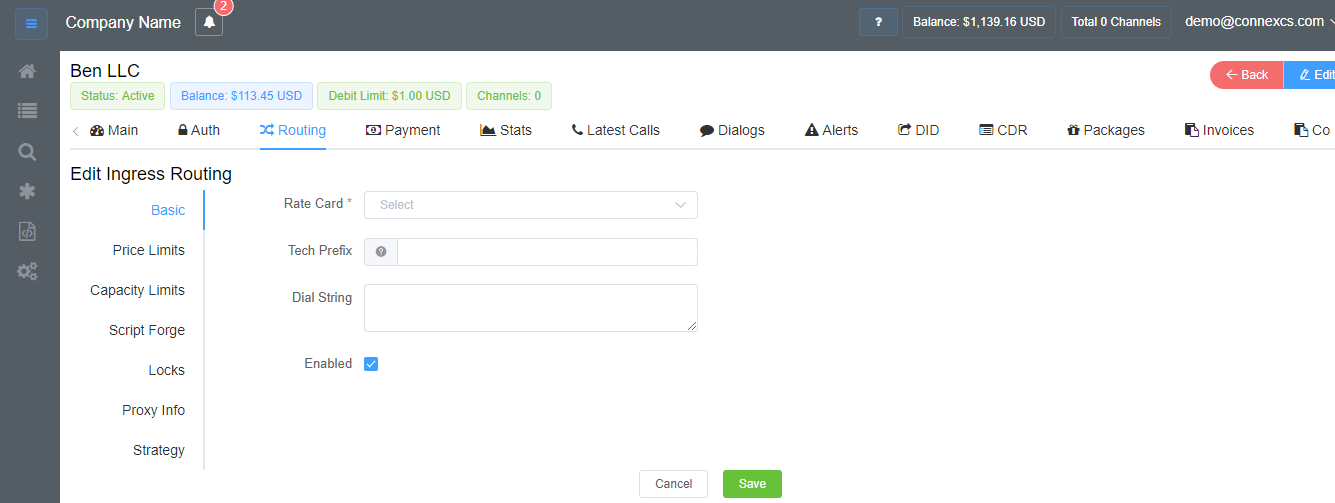 Company Name 2 ? Balance: $1,139.16 USD Total 0 Channels demo@connexcs.com
Ben LLC
Back Edit
Status: Active Balance: $113.45 USD Debit Limit: $1.00 USD Channels: 0
Main Auth Routing Payment Stats Latest Calls Dialogs Alerts DID CDR Packages Invoices Co
Edit Ingress Routing
Basic
Price Limits
Capacity Limits
Script Forge
Locks
Proxy Info
Strategy
Rate Card * Select
Tech Prefix ?
Dial String
Enabled
Cancel Save